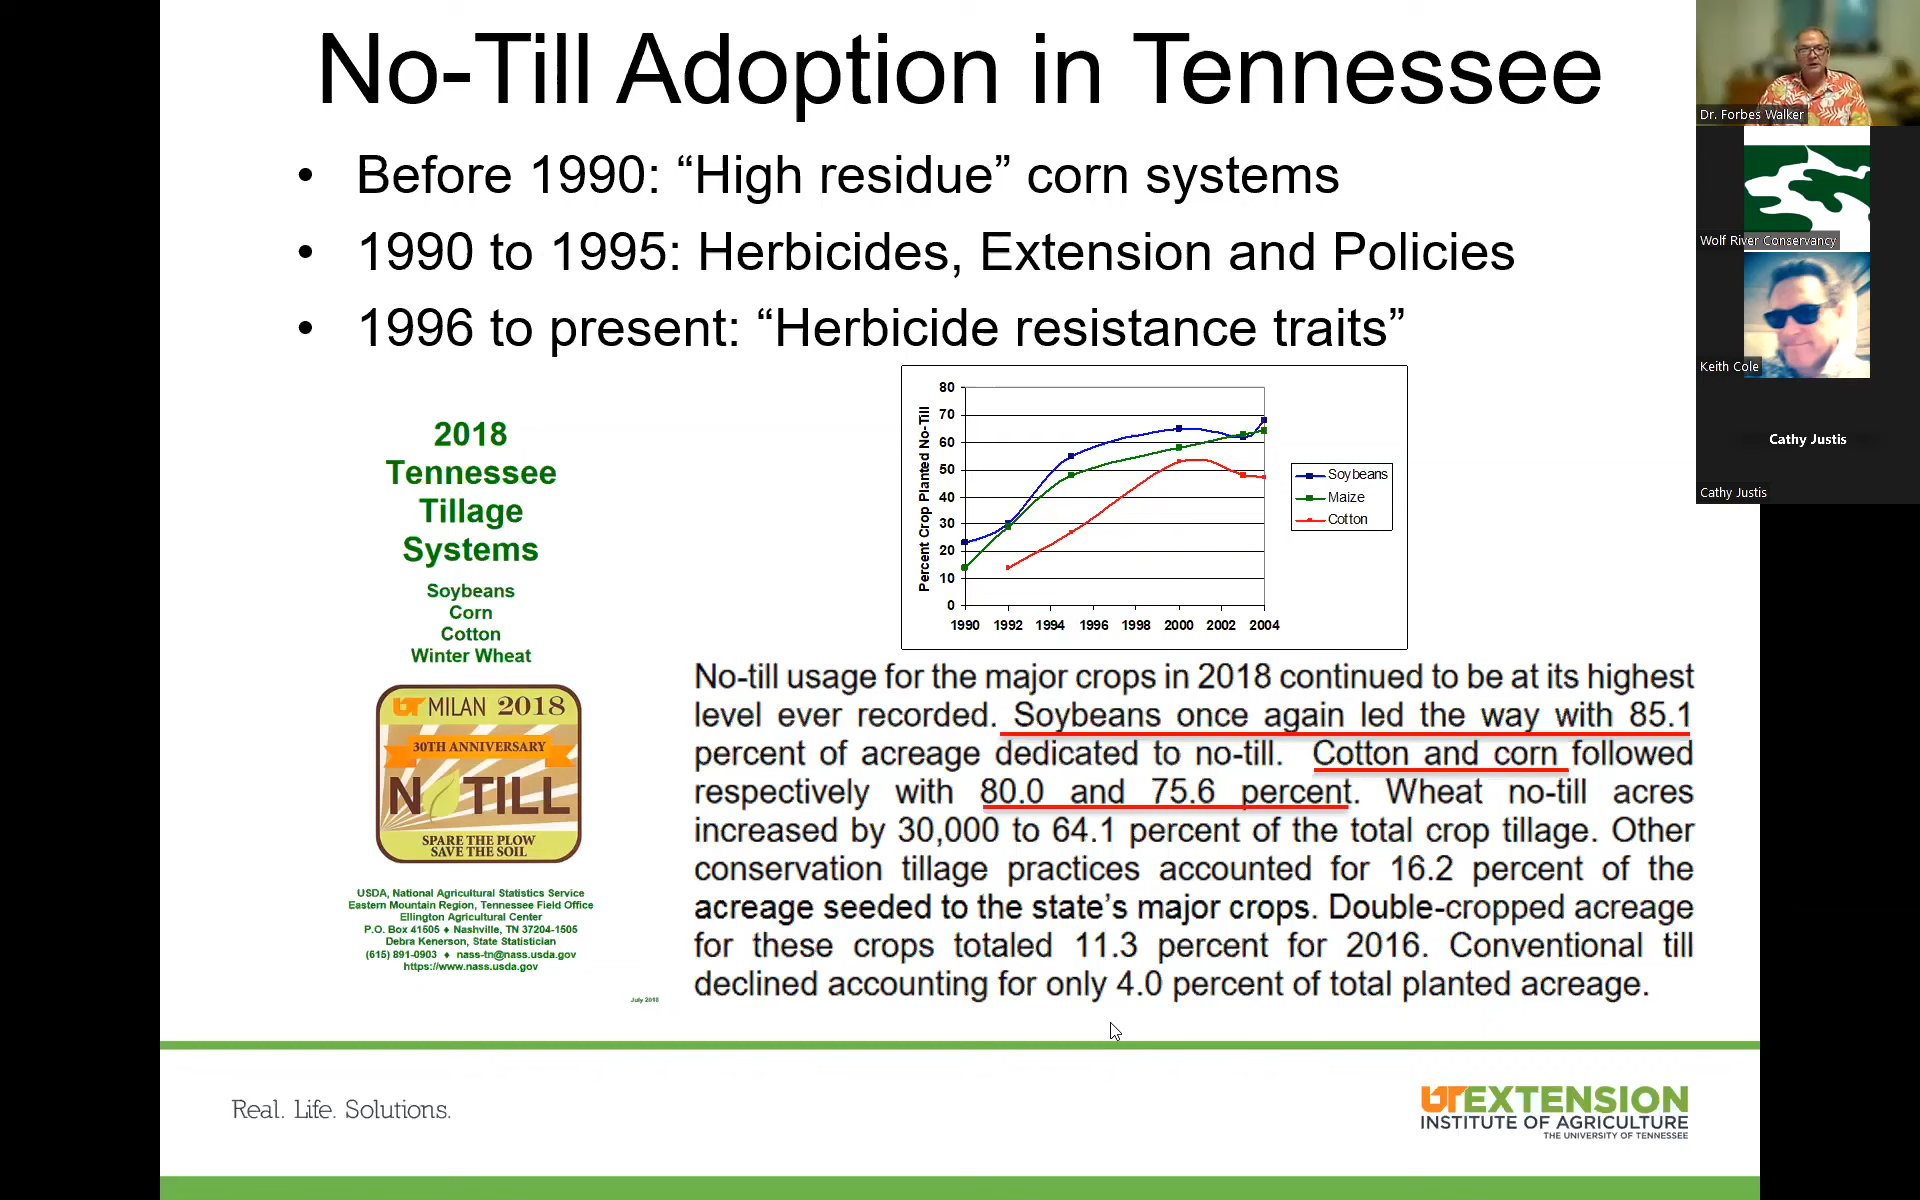 No-Till Adoption in Tennessee
• Before 1990: “High residue” corn systems
• 1990 to 1995: Herbicides, Extension and Policies
• 1996 to present: “Herbicide resistance traits”
2018
Tennessee
Tillage
Systems
Soybeans
Corn
Cotton
Winter Wheat
UT MILAN 2018
30TH ANNIVERSARY
NOTILL
SPARE THE PLOW
SAVE THE SOIL
USDA, National Agricultural Statistics Service
Eastern Mountain Region, Tennessee Field Office
Ellington Agricultural Center
P.O. Box 41505 ♦ Nashville, TN 37204-1505
Debra Kenerson, State Statistician
(615) 891-0903 ♦ nass-tn@nass.usda.gov
https://www.nass.usda.gov
July 2018
Percent Crop Planted No-Till
80
70
60
50
40
30
20
10
0
1990 1992 1994 1996 1998 2000 2002 2004
Soybeans
Maize
Cotton
No-till usage for the major crops in 2018 continued to be at its highest
level ever recorded. Soybeans once again led the way with 85.1
percent of acreage dedicated to no-till. Cotton and corn followed
respectively with 80.0 and 75.6 percent. Wheat no-till acres
increased by 30,000 to 64.1 percent of the total crop tillage. Other
conservation tillage practices accounted for 16.2 percent of the
acreage seeded to the state’s major crops. Double-cropped acreage
for these crops totaled 11.3 percent for 2016. Conventional till
declined accounting for only 4.0 percent of total planted acreage.
Real. Life. Solutions.
UTEXTENSION
INSTITUTE OF AGRICULTURE
THE UNIVERSITY OF TENNESSEE
Dr. Forbes Walker
Wolf River Conservancy
Keith Cole
Cathy Justis
Cathy Justis